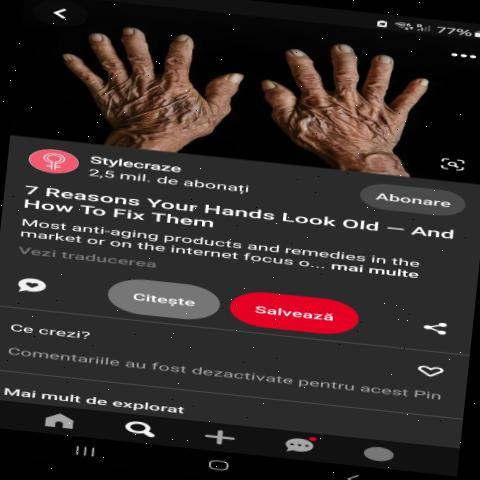 77%
Stylecraze
2,5 mil. de abonați
Abonare
7 Reasons Your Hands Look Old — And
How To Fix Them
Most anti-aging products and remedies in the
market or on the internet focus o... mai multe
Vezi traducerea
Citește
Salvează
Ce crezi?
Comentariile au fost dezactivate pentru acest Pin
Mai mult de explorat